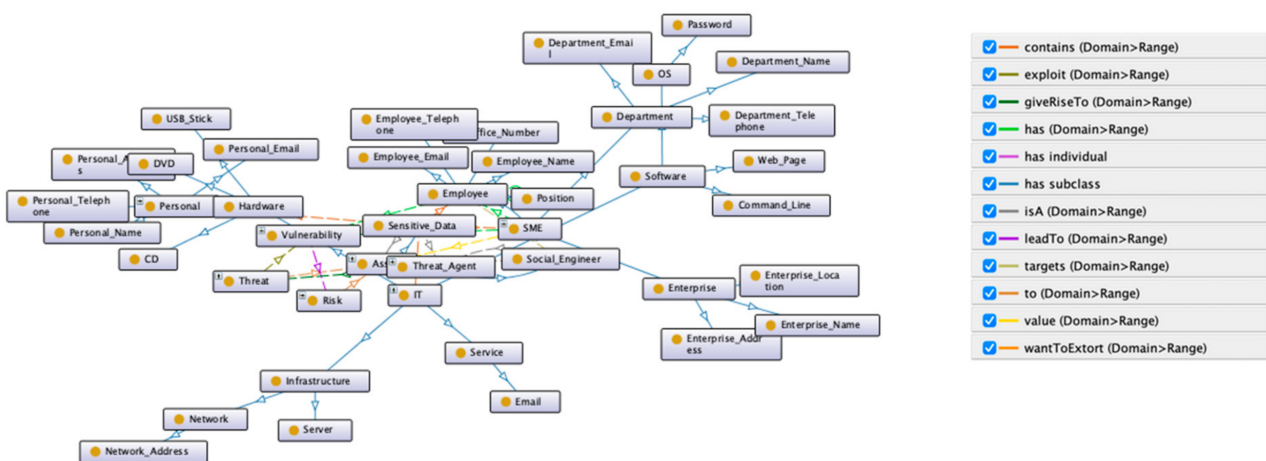 Password
Department_Emai
l
OS
Department_Name
Department
Department_Tele
phone
USB_Stick
Employee_Teleph
one
ffice_Number
Personal_A
s
DVD
Personal_Email
Employee_Email
Employee_Name
Web_Page
Software
Command_Line
Personal_Teleph
one
Personal
Hardware
Employee
Position
Personal_Name
Vulnerability
Sensitive_Data
SME
CD
Threat
Ass
Threat_Agent
Social_Engineer
Risk
IT
Enterprise
Enterprise_Loca
tion
Enterprise_Name
Enterprise_Addr
ess
Service
Email
Infrastructure
Network
Server
Network_Address
contains (Domain>Range)
exploit (Domain>Range)
giveRiseTo (Domain>Range)
has (Domain>Range)
has individual
has subclass
isA (Domain>Range)
leadTo (Domain>Range)
targets (Domain>Range)
to (Domain>Range)
value (Domain>Range)
wantToExtort (Domain>Range)